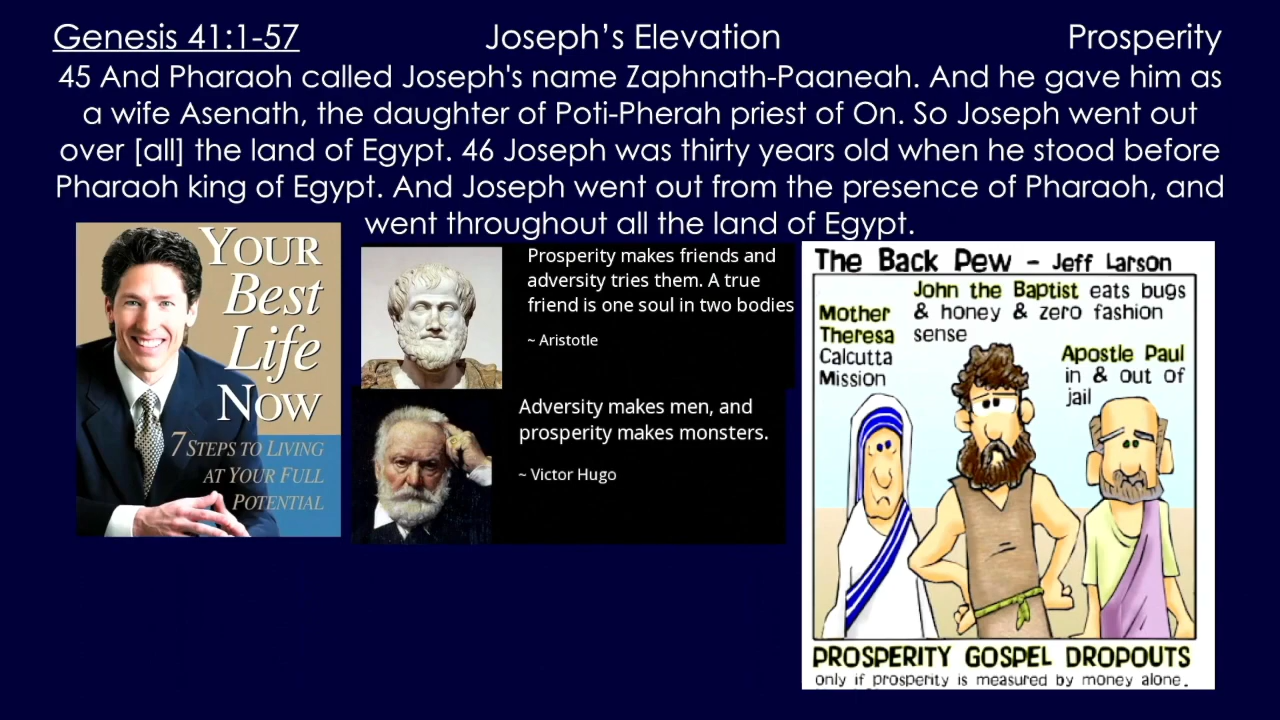 Genesis 41:1-57 Joseph’s Elevation Prosperity
45 And Pharaoh called Joseph's name Zaphnath-Paaneah. And he gave him as
a wife Asenath, the daughter of Poti-Pherah priest of On. So Joseph went out
over [all] the land of Egypt. 46 Joseph was thirty years old when he stood before
Pharaoh king of Egypt. And Joseph went out from the presence of Pharaoh, and
went throughout all the land of Egypt.
YOUR
Best
Life
NOW
7 STEPS TO LIVING
AT YOUR FULL
POTENTIAL
Prosperity makes friends and
adversity tries them. A true
friend is one soul in two bodies
~ Aristotle
Adversity makes men, and
prosperity makes monsters.
~ Victor Hugo
The Back Pew - Jeff Larson
Mother
Theresa
Calcutta
Mission
John the Baptist eats bugs
& honey & zero fashion
sense
Apostle Paul
in & out of
jail
PROSPERITY GOSPEL DROPOUTS
only if prosperity is measured by money alone.